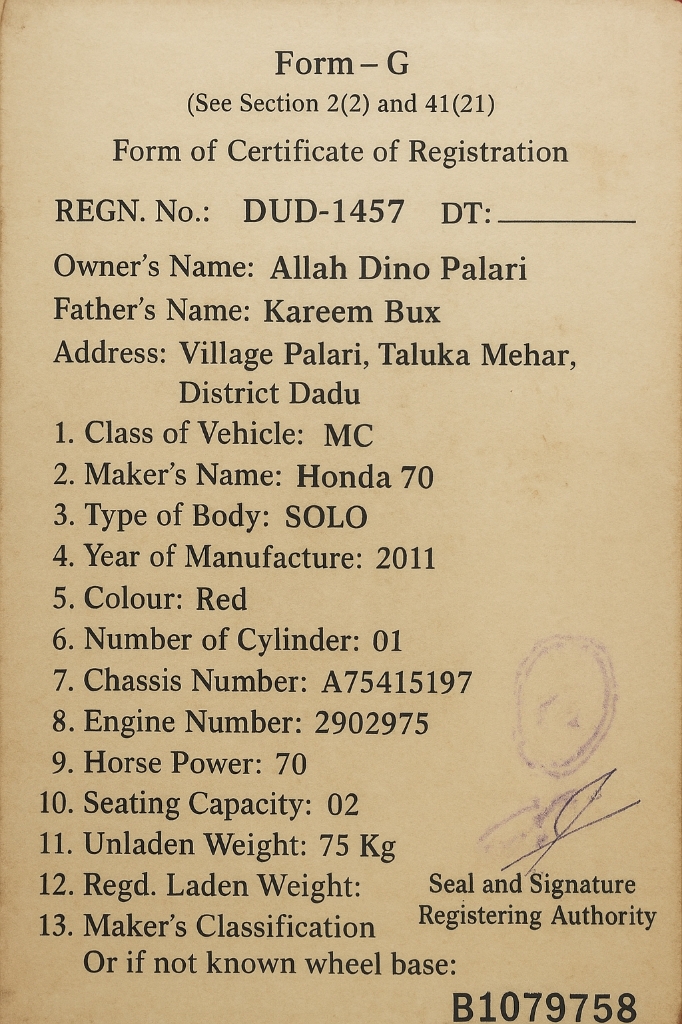 Form – G
(See Section 2(2) and 41(21)
Form of Certificate of Registration
REGN. No.: DUD-1457 DT:
Owner's Name: Allah Dino Palari
Father's Name: Kareem Bux
Address: Village Palari, Taluka Mehar,
District Dadu
1. Class of Vehicle: MC
2. Maker's Name: Honda 70
3. Type of Body: SOLO
4. Year of Manufacture: 2011
5. Colour: Red
6. Number of Cylinder: 01
7. Chassis Number: A75415197
8. Engine Number: 2902975
9. Horse Power: 70
10. Seating Capacity: 02
11. Unladen Weight: 75 Kg
12. Regd. Laden Weight:
13. Maker's Classification
Or if not known wheel base:
Seal and Signature
Registering Authority
B1079758